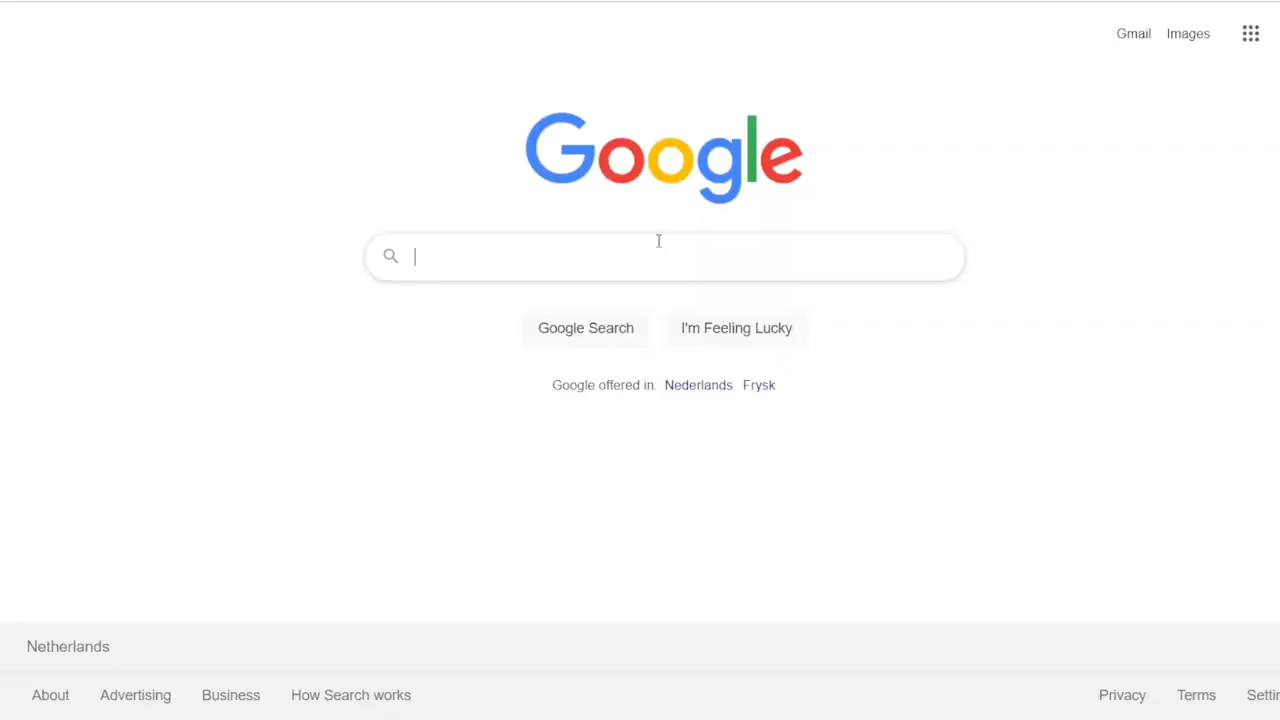 Gmail Images
Google
Google Search I'm Feeling Lucky
Google offered in Nederlands Frysk
Netherlands
About Advertising Business How Search works Privacy Terms